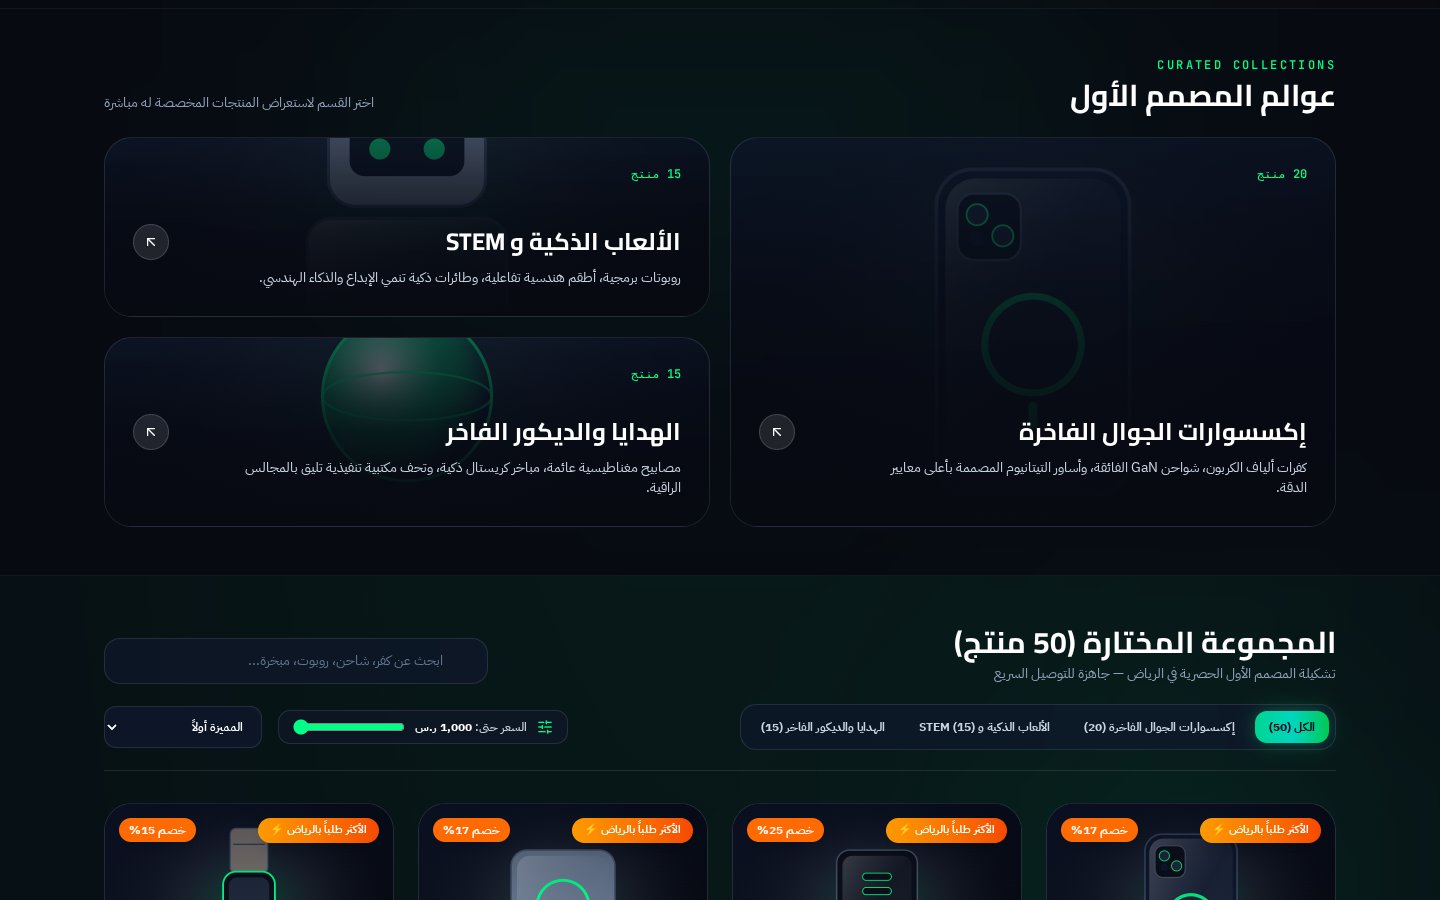 CURATED COLLECTIONS
عوالم المصمم الأول
اختر القسم لاستعراض المنتجات المخصصة له مباشرة
20 منتج
إكسسوارات الجوال الفاخرة
كفرات ألياف الكربون، شواحن GaN الفائقة، وأساور التيتانيوم المصممة بأعلى معايير
الدقة.
15 منتج
الألعاب الذكية و STEM
روبوتات برمجية، أطقم هندسية تفاعلية، وطائرات ذكية تنمي الإبداع والذكاء الهندسي.
15 منتج
الهدايا والديكور الفاخر
مصابيح مغناطيسية عائمة، مباخر كريستال ذكية، وتحف مكتبية تنفيذية تليق بالمجالس
الراقية.
المجموعة المختارة (50 منتج)
تشكيلة المصمم الأول الحصرية في الرياض — جاهزة للتوصيل السريع
ابحث عن كفر، شاحن، روبوت، مبخرة...
الكل (50)
إكسسوارات الجوال الفاخرة (20)
الألعاب الذكية و STEM (15)
الهدايا والديكور الفاخر (15)
السعر حتى: 1,000 ر.س
المميزة أولاً
الأكثر طلباً بالرياض ⚡
خصم 17%
الأكثر طلباً بالرياض ⚡
خصم 25%
الأكثر طلباً بالرياض ⚡
خصم 17%
الأكثر طلباً بالرياض ⚡
خصم 15%